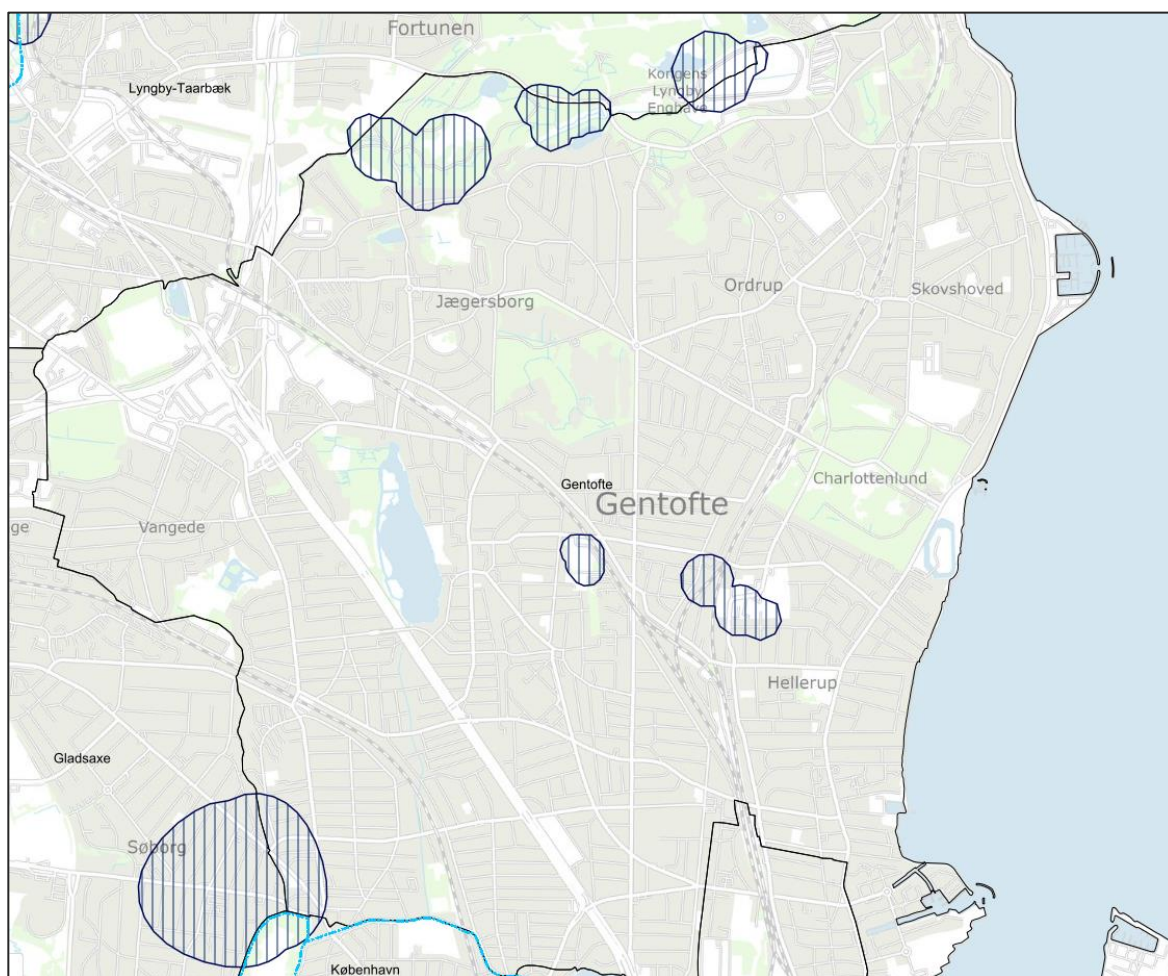 Fortunen
Lyngby-Taarbæk
Kongens
Lyngby
Enghave
Jægersborg
Ordrup
Skovshoved
Gentofte
Gentofte
Charlottenlund
ge
Vangede
Hellerup
Gladsaxe
Søborg
København